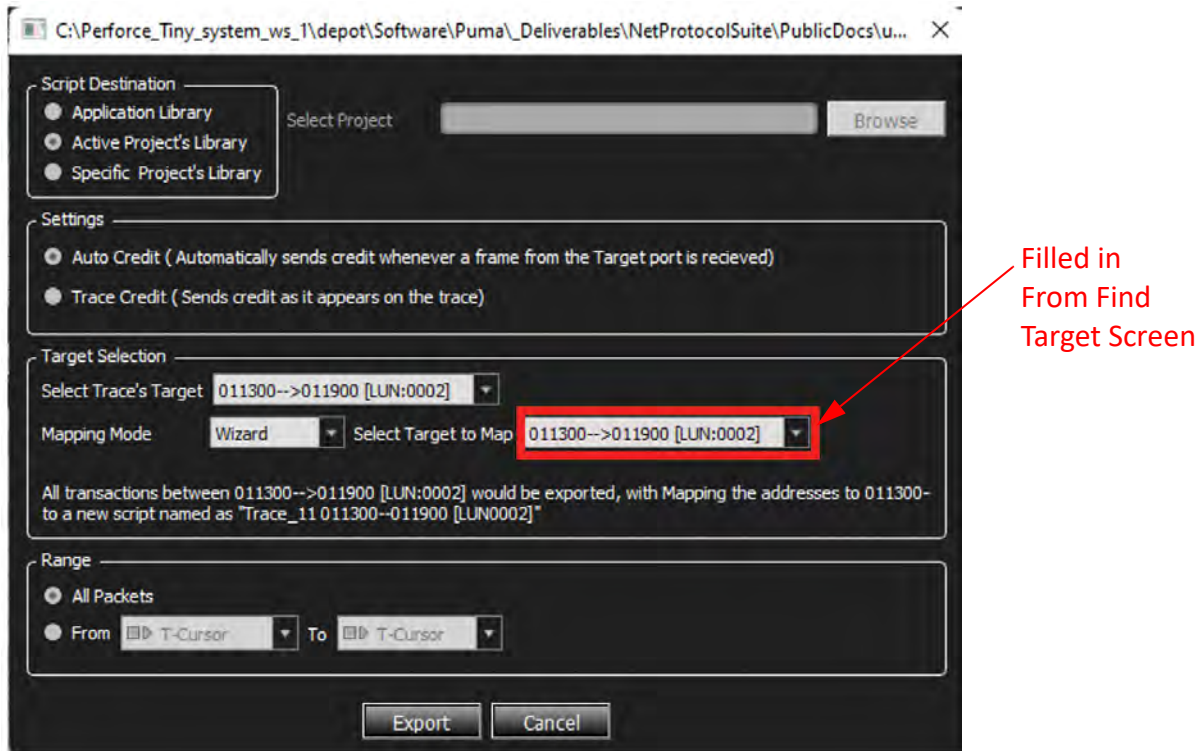 C:\Perforce_Tiny_system_ws_1\depot\Software\Puma\_Deliverables\NetProtocolSuite\PublicDocs\u...
Script Destination
Application Library
Select Project
Browse
Active Project's Library
Specific Project's Library
Settings
Auto Credit ( Automatically sends credit whenever a frame from the Target port is recieved)
Trace Credit ( Sends credit as it appears on the trace)
Filled in
From Find
Target Screen
Target Selection
Select Trace's Target 011300-->011900 [LUN:0002]
Mapping Mode Wizard Select Target to Map 011300-->011900 [LUN:0002]
All transactions between 011300-->011900 [LUN:0002] would be exported, with Mapping the addresses to 011300-
to a new script named as "Trace_11 011300--011900 [LUN0002]"
Range
All Packets
From T-Cursor To T-Cursor
Export Cancel